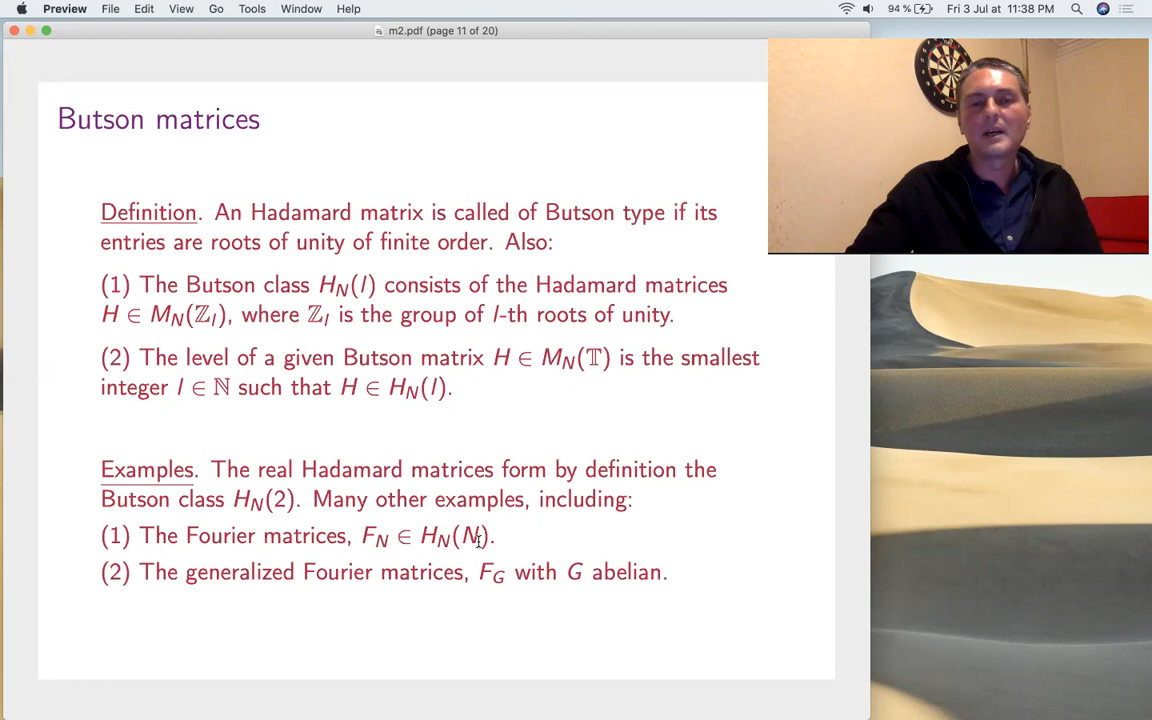 Preview File Edit View Go Tools Window Help 94 % Fri 3 Jul at 11:38 PM
m2.pdf (page 11 of 20)
Butson matrices
Definition. An Hadamard matrix is called of Butson type if its
entries are roots of unity of finite order. Also:
(1) The Butson class H_N(l) consists of the Hadamard matrices
H ∈ M_N(ℤ_l), where ℤ_l is the group of l-th roots of unity.
(2) The level of a given Butson matrix H ∈ M_N(𝕋) is the smallest
integer l ∈ ℕ such that H ∈ H_N(l).
Examples. The real Hadamard matrices form by definition the
Butson class H_N(2). Many other examples, including:
(1) The Fourier matrices, F_N ∈ H_N(N).
(2) The generalized Fourier matrices, F_G with G abelian.